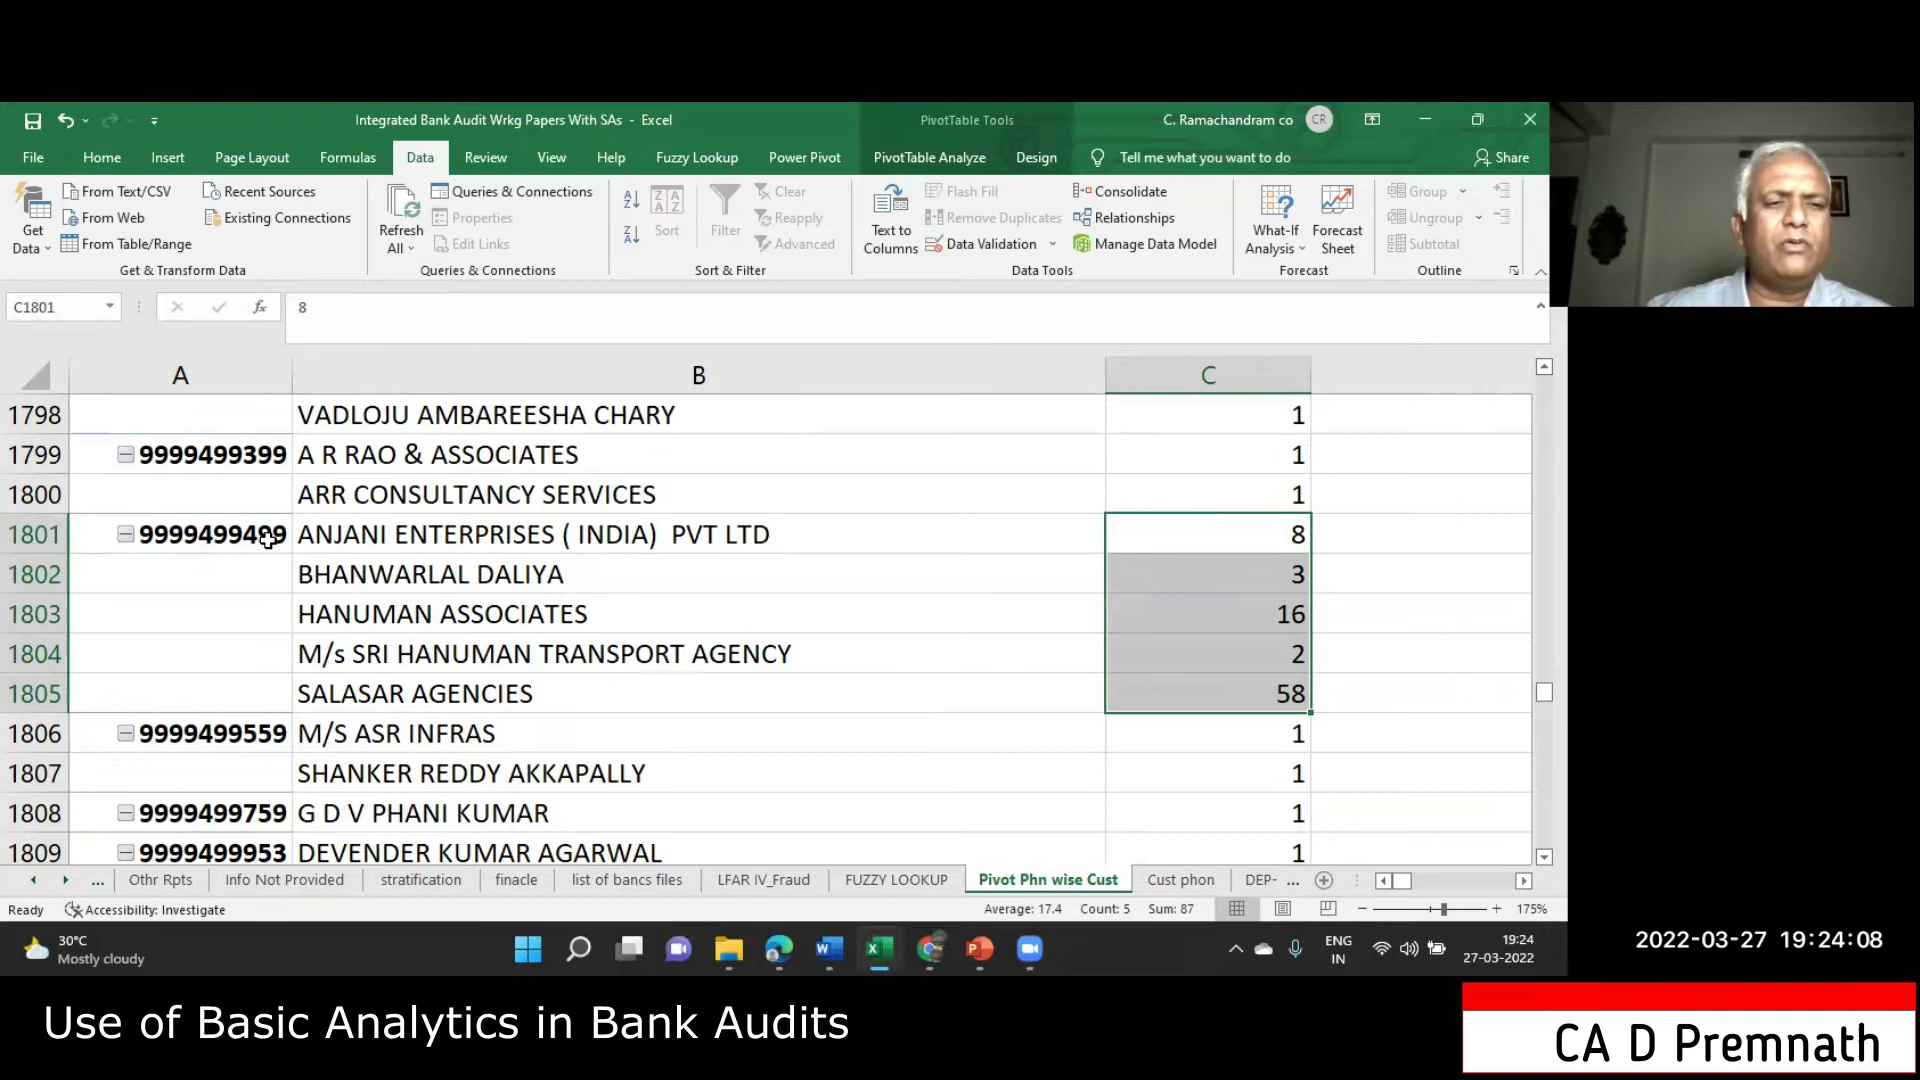 Integrated Bank Audit Wrkg Papers With SAs - Excel
PivotTable Tools
C. Ramachandram co
CR
File Home Insert Page Layout Formulas Data Review View Help Fuzzy Lookup Power Pivot PivotTable Analyze Design Tell me what you want to do Share
Get Data
From Text/CSV
From Web
From Table/Range
Recent Sources
Existing Connections
Get & Transform Data
Refresh All
Queries & Connections
Properties
Edit Links
Queries & Connections
Sort
Filter
Clear
Reapply
Advanced
Sort & Filter
Text to Columns
Flash Fill
Remove Duplicates
Data Validation
Consolidate
Relationships
Manage Data Model
Data Tools
What-If Analysis
Forecast Sheet
Forecast
Group
Ungroup
Subtotal
Outline
C1801 fx 8
A B C
1798 VADLOJU AMBAREESHA CHARY 1
1799 9999499399 A R RAO & ASSOCIATES 1
1800 ARR CONSULTANCY SERVICES 1
1801 9999499499 ANJANI ENTERPRISES ( INDIA) PVT LTD 8
1802 BHANWARLAL DALIYA 3
1803 HANUMAN ASSOCIATES 16
1804 M/s SRI HANUMAN TRANSPORT AGENCY 2
1805 SALASAR AGENCIES 58
1806 9999499559 M/S ASR INFRAS 1
1807 SHANKER REDDY AKKAPALLY 1
1808 9999499759 G D V PHANI KUMAR 1
1809 9999499953 DEVENDER KUMAR AGARWAL 1
... Othr Rpts Info Not Provided stratification finacle list of bancs files LFAR IV_Fraud FUZZY LOOKUP Pivot Phn wise Cust Cust phon DEP- ...
Ready Accessibility: Investigate Average: 17.4 Count: 5 Sum: 87 175%
30°C
Mostly cloudy
ENG
IN
19:24
27-03-2022
2022-03-27 19:24:08
Use of Basic Analytics in Bank Audits
CA D Premnath